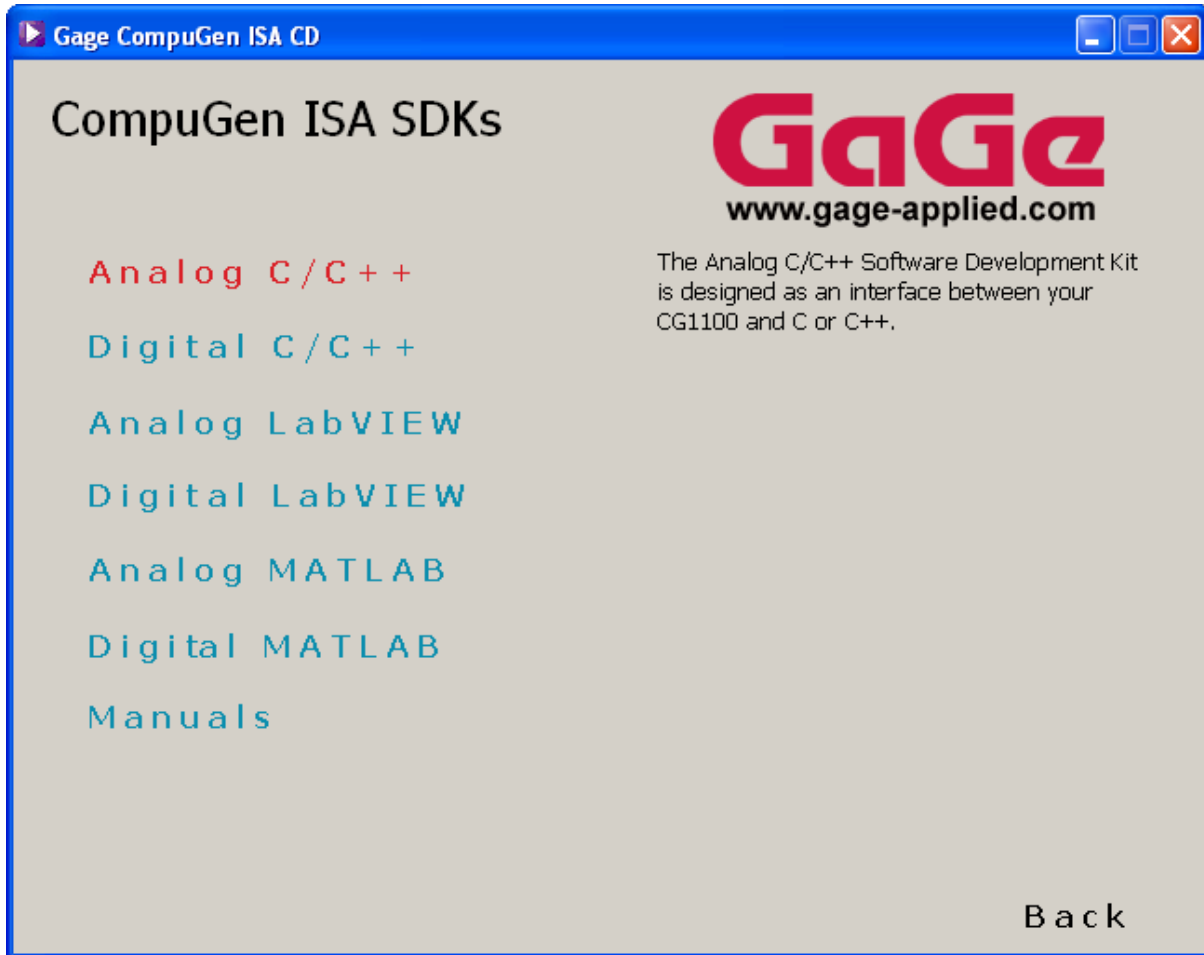 Gage CompuGen ISA CD
CompuGen ISA SDKs
GaGe
www.gage-applied.com
The Analog C/C++ Software Development Kit
is designed as an interface between your
CG1100 and C or C++.
Analog C/C++
Digital C/C++
Analog LabVIEW
Digital LabVIEW
Analog MATLAB
Digital MATLAB
Manuals
Back